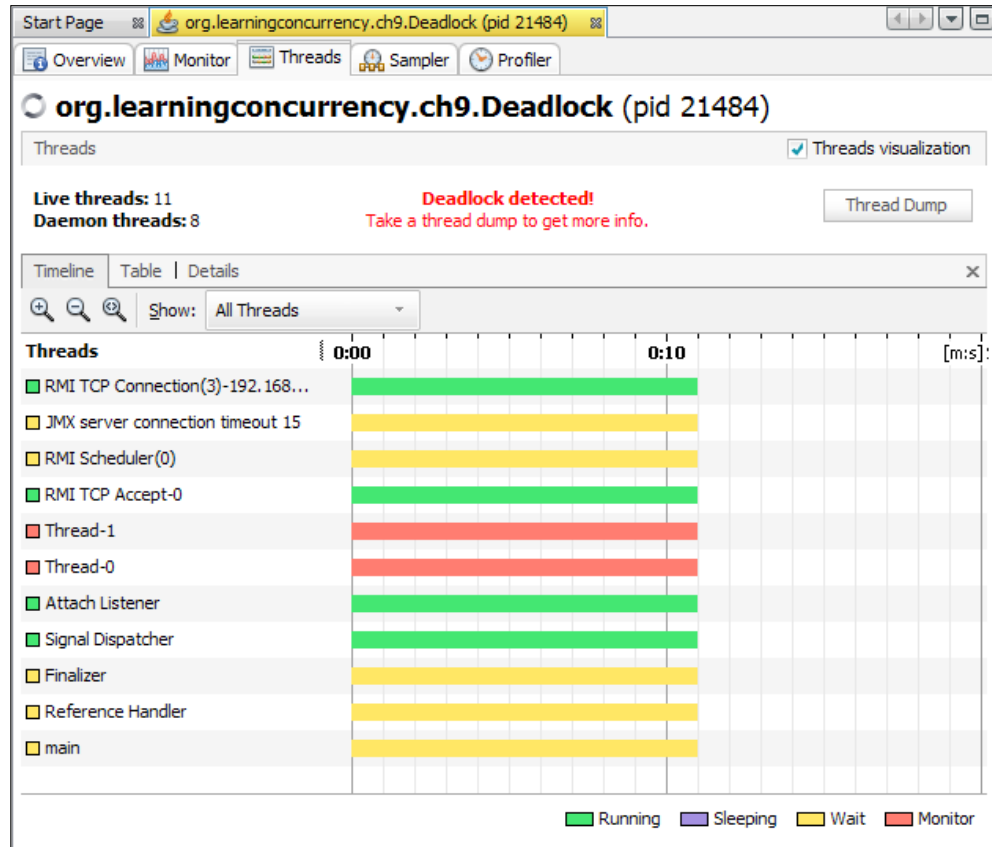 Start Page org.learningconcurrency.ch9.Deadlock (pid 21484)
Overview Monitor Threads Sampler Profiler
org.learningconcurrency.ch9.Deadlock (pid 21484)
Threads Threads visualization
Live threads: 11
Daemon threads: 8
Deadlock detected!
Take a thread dump to get more info.
Thread Dump
Timeline Table Details
Show: All Threads
Threads 0:00 0:10 [m:s]
RMI TCP Connection(3)-192.168...
JMX server connection timeout 15
RMI Scheduler(0)
RMI TCP Accept-0
Thread-1
Thread-0
Attach Listener
Signal Dispatcher
Finalizer
Reference Handler
main
Running Sleeping Wait Monitor